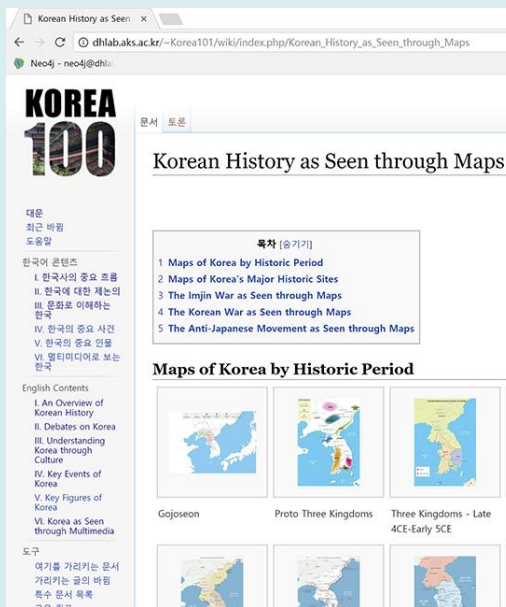 Korean History as Seen
dhlab.aks.ac.kr/~Korea101/wiki/index.php/Korean_History_as_Seen_through_Maps
Neo4j - neo4j@dhla
KOREA
100
문서 토론
Korean History as Seen through Maps
대문
최근 바뀜
도움말
한국어 콘텐츠
I. 한국사의 중요 흐름
II. 한국에 대한 제논의
III. 문화로 이해하는
한국
IV. 한국의 중요 사건
V. 한국의 중요 인물
VI. 멀티미디어로 보는
한국
English Contents
I. An Overview of
Korean History
II. Debates on Korea
III. Understanding
Korea through
Culture
IV. Key Events of
Korea
V. Key Figures of
Korea
VI. Korea as Seen
through Multimedia
도구
여기를 가리키는 문서
가리키는 글의 바뀜
특수 문서 목록
목차 [숨기기]
1 Maps of Korea by Historic Period
2 Maps of Korea's Major Historic Sites
3 The Imjin War as Seen through Maps
4 The Korean War as Seen through Maps
5 The Anti-Japanese Movement as Seen through Maps
Maps of Korea by Historic Period
Gojoseon
Proto Three Kingdoms
Three Kingdoms - Late
4CE-Early 5CE